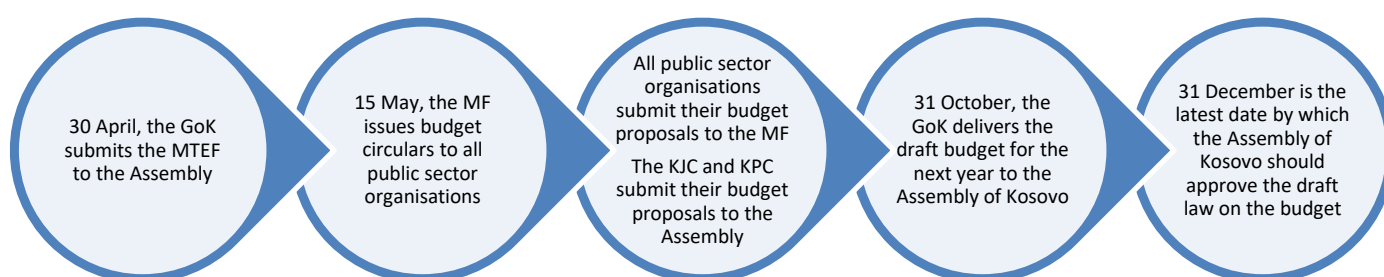 30 April, the GoK
submits the MTEF
to the Assembly
15 May, the MF
issues budget
circulars to all
public sector
organisations
All public sector
organisations
submit their budget
proposals to the MF
The KJC and KPC
submit their budget
proposals to the
Assembly
31 October, the
GoK delivers the
draft budget for the
next year to the
Assembly of Kosovo
31 December is the
latest date by which
the Assembly of
Kosovo should
approve the draft
law on the budget